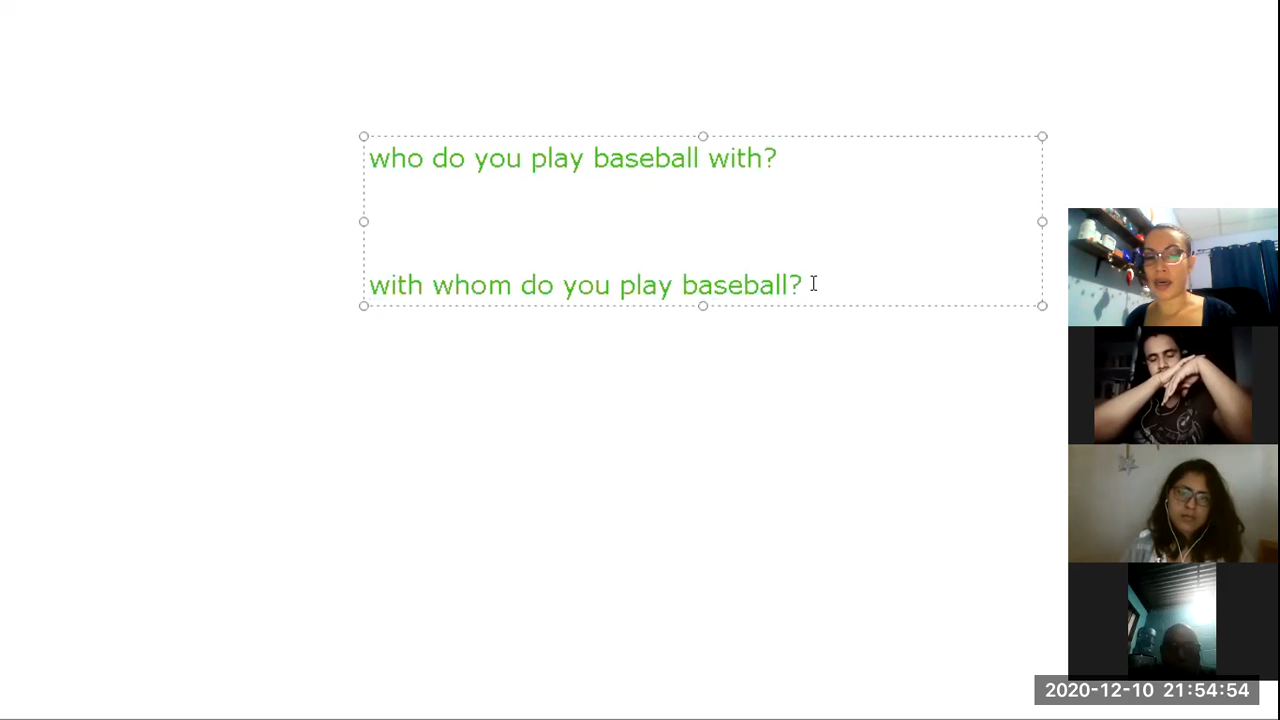 who do you play baseball with?
with whom do you play baseball?
2020-12-10 21:54:54